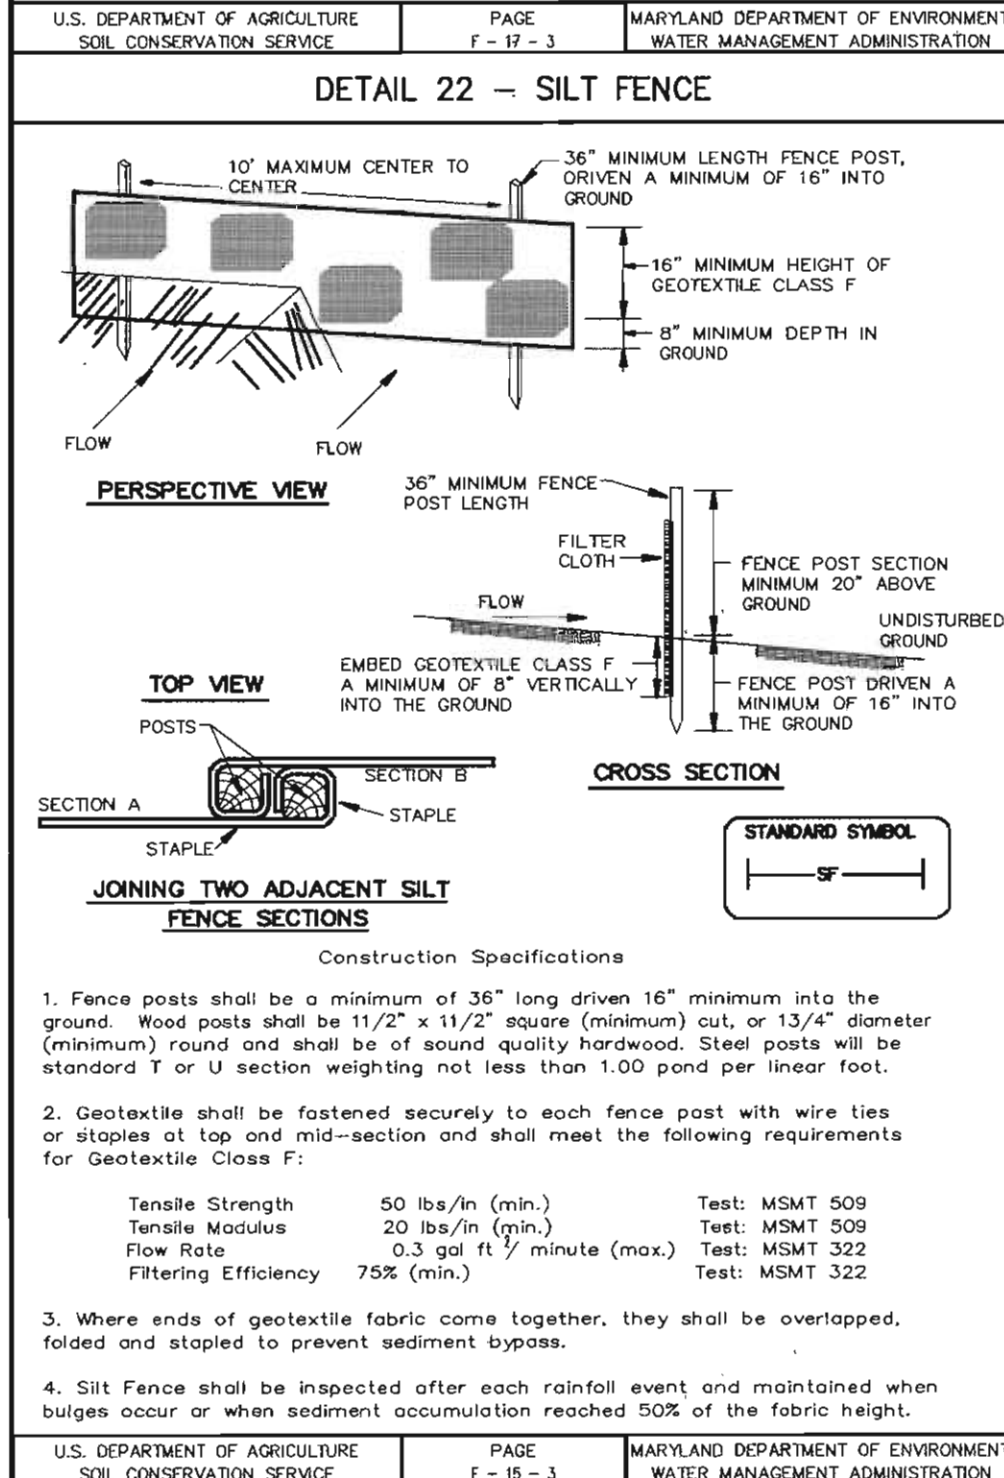 U.S. DEPARTMENT OF AGRICULTURE
SOIL CONSERVATION SERVICE
PAGE
F - 17 - 3
MARYLAND DEPARTMENT OF ENVIRONMENT
WATER MANAGEMENT ADMINISTRATION
DETAIL 22 - SILT FENCE
10' MAXIMUM CENTER TO
CENTER
36" MINIMUM LENGTH FENCE POST,
DRIVEN A MINIMUM OF 16" INTO
GROUND
16" MINIMUM HEIGHT OF
GEOTEXTILE CLASS F
8" MINIMUM DEPTH IN
GROUND
FLOW
FLOW
PERSPECTIVE VIEW
36" MINIMUM FENCE
POST LENGTH
FILTER
CLOTH
FENCE POST SECTION
MINIMUM 20" ABOVE
GROUND
FLOW
UNDISTURBED
GROUND
EMBED GEOTEXTILE CLASS F
A MINIMUM OF 8" VERTICALLY
INTO THE GROUND
FENCE POST DRIVEN A
MINIMUM OF 16" INTO
THE GROUND
CROSS SECTION
TOP VIEW
POSTS
SECTION B
SECTION A
STAPLE
STAPLE
JOINING TWO ADJACENT SILT
FENCE SECTIONS
STANDARD SYMBOL
SF
Construction Specifications
1. Fence posts shall be a minimum of 36" long driven 16" minimum into the
ground. Wood posts shall be 11/2" x 11/2" square (minimum) cut, or 13/4" diameter
(minimum) round and shall be of sound quality hardwood. Steel posts will be
standard T or U section weighting not less than 1.00 pond per linear foot.
2. Geotextile shall be fastened securely to each fence post with wire ties
or staples at top and mid-section and shall meet the following requirements
for Geotextile Class F:
Tensile Strength 50 lbs/in (min.) Test: MSMT 509
Tensile Modulus 20 lbs/in (min.) Test: MSMT 509
Flow Rate 0.3 gal ft²/ minute (max.) Test: MSMT 322
Filtering Efficiency 75% (min.) Test: MSMT 322
3. Where ends of geotextile fabric come together, they shall be overlapped,
folded and stapled to prevent sediment bypass.
4. Silt Fence shall be inspected after each rainfall event and maintained when
bulges occur or when sediment accumulation reached 50% of the fabric height.
U.S. DEPARTMENT OF AGRICULTURE
SOIL CONSERVATION SERVICE
PAGE
F - 15 - 3
MARYLAND DEPARTMENT OF ENVIRONMENT
WATER MANAGEMENT ADMINISTRATION